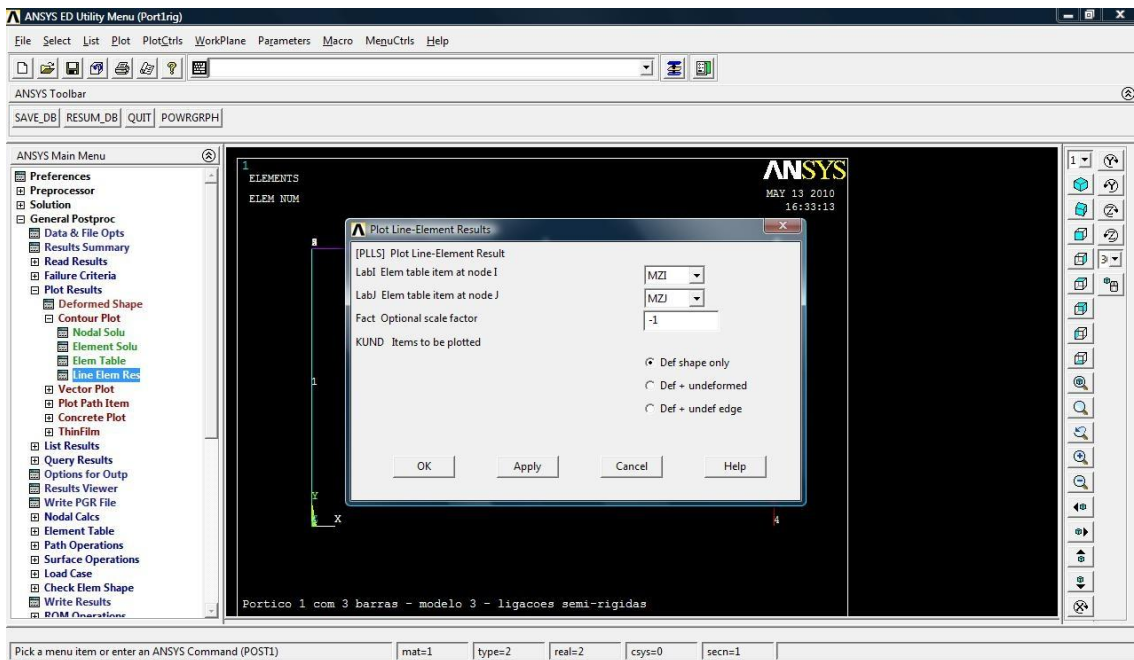 ANSYS ED Utility Menu (Port1rig)
File Select List Plot PlotCtrls WorkPlane Parameters Macro MenuCtrls Help
ANSYS Toolbar
SAVE_DB RESUM_DB QUIT POWRGRPH
ANSYS Main Menu
Preferences
Preprocessor
Solution
General Postproc
Data & File Opts
Results Summary
Read Results
Failure Criteria
Plot Results
Deformed Shape
Contour Plot
Nodal Solu
Element Solu
Elem Table
Line Elem Res
Vector Plot
Plot Path Item
Concrete Plot
ThinFilm
List Results
Query Results
Options for Outp
Results Viewer
Write PGR File
Nodal Calcs
Element Table
Path Operations
Surface Operations
Load Case
Check Elem Shape
Write Results
ROM Operations
1
ELEMENTS
ELEM NUM
ANSYS
MAY 13 2010
16:33:13
Plot Line-Element Results
[PLLS] Plot Line-Element Result
LabI Elem table item at node I MZI
LabJ Elem table item at node J MZJ
Fact Optional scale factor -1
KUND Items to be plotted
Def shape only
Def + undeformed
Def + undef edge
OK Apply Cancel Help
1
Y
X
4
Portico 1 com 3 barras - modelo 3 - ligacoes semi-rigidas
1
3
Pick a menu item or enter an ANSYS Command (POST1) mat=1 type=2 real=2 csys=0 secn=1